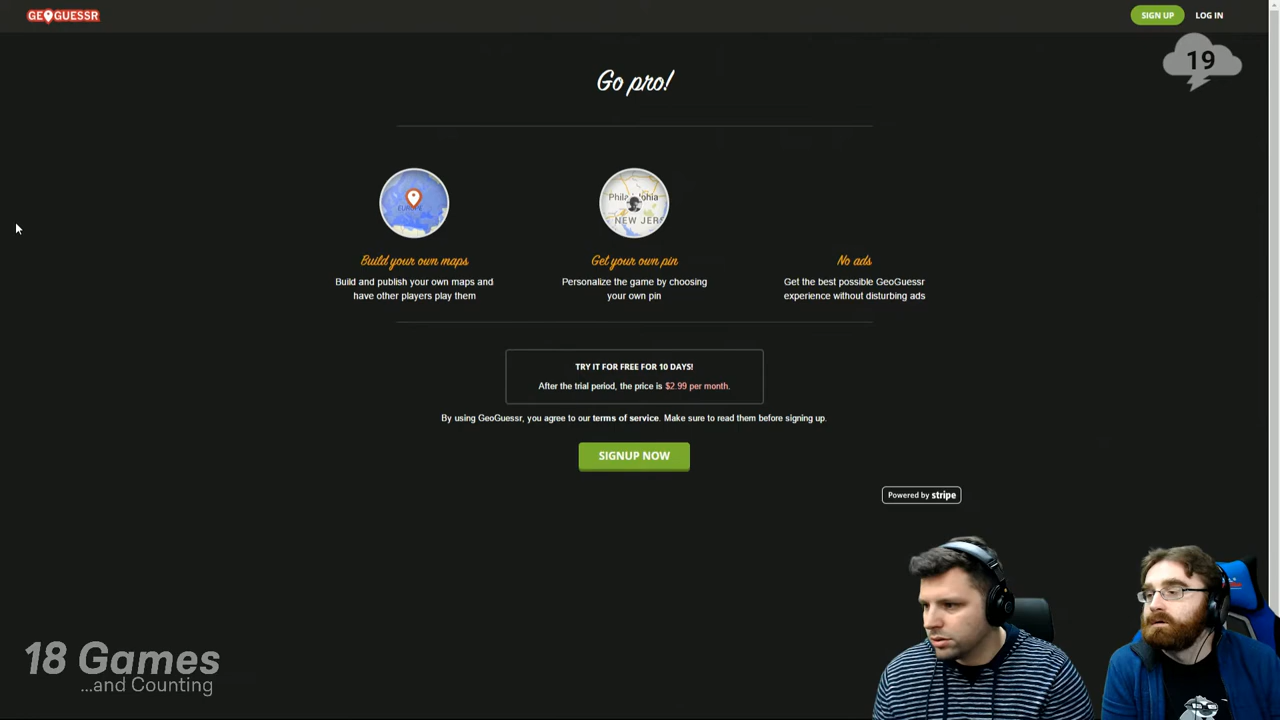 GEOGUESSR
SIGN UP
LOG IN
19
Go pro!
EUROPE
Philadelphia
NEW JER
Build your own maps
Get your own pin
No ads
Build and publish your own maps and
have other players play them
Personalize the game by choosing
your own pin
Get the best possible GeoGuessr
experience without disturbing ads
TRY IT FOR FREE FOR 10 DAYS!
After the trial period, the price is $2.99 per month.
By using GeoGuessr, you agree to our terms of service. Make sure to read them before signing up.
SIGNUP NOW
Powered by stripe
18 Games
...and Counting